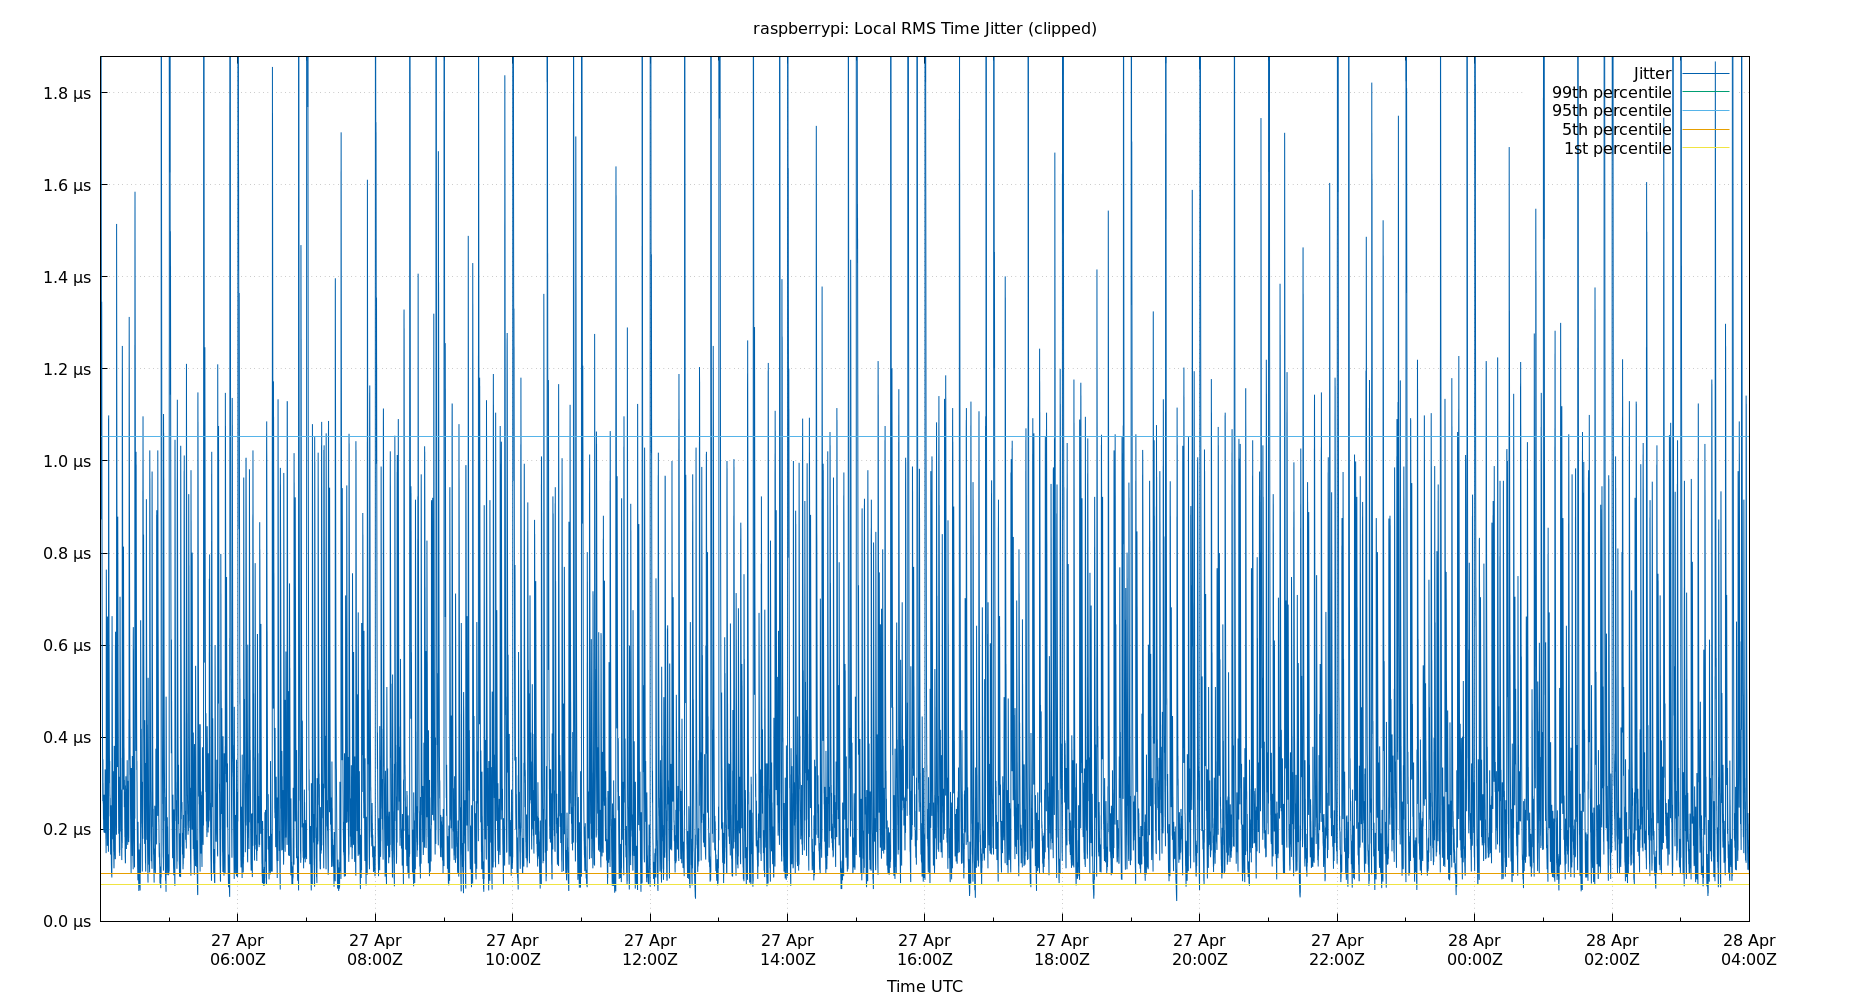 raspberrypi: Local RMS Time Jitter (clipped)
Jitter
99th percentile
95th percentile
5th percentile
1st percentile
1.8 µs
1.6 µs
1.4 µs
1.2 µs
1.0 µs
0.8 µs
0.6 µs
0.4 µs
0.2 µs
0.0 µs
27 Apr 27 Apr 27 Apr 27 Apr 27 Apr 27 Apr 27 Apr 27 Apr 27 Apr 28 Apr 28 Apr 28 Apr
06:00Z 08:00Z 10:00Z 12:00Z 14:00Z 16:00Z 18:00Z 20:00Z 22:00Z 00:00Z 02:00Z 04:00Z
Time UTC